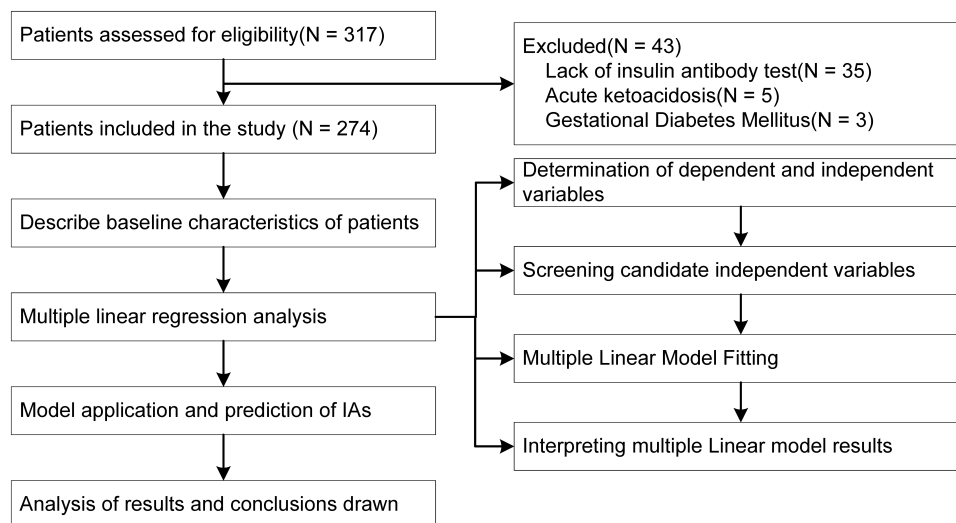 Patients assessed for eligibility(N = 317)
Excluded(N = 43)
Lack of insulin antibody test(N = 35)
Acute ketoacidosis(N = 5)
Gestational Diabetes Mellitus(N = 3)
Patients included in the study (N = 274)
Describe baseline characteristics of patients
Multiple linear regression analysis
Determination of dependent and independent
variables
Screening candidate independent variables
Multiple Linear Model Fitting
Interpreting multiple Linear model results
Model application and prediction of IAs
Analysis of results and conclusions drawn